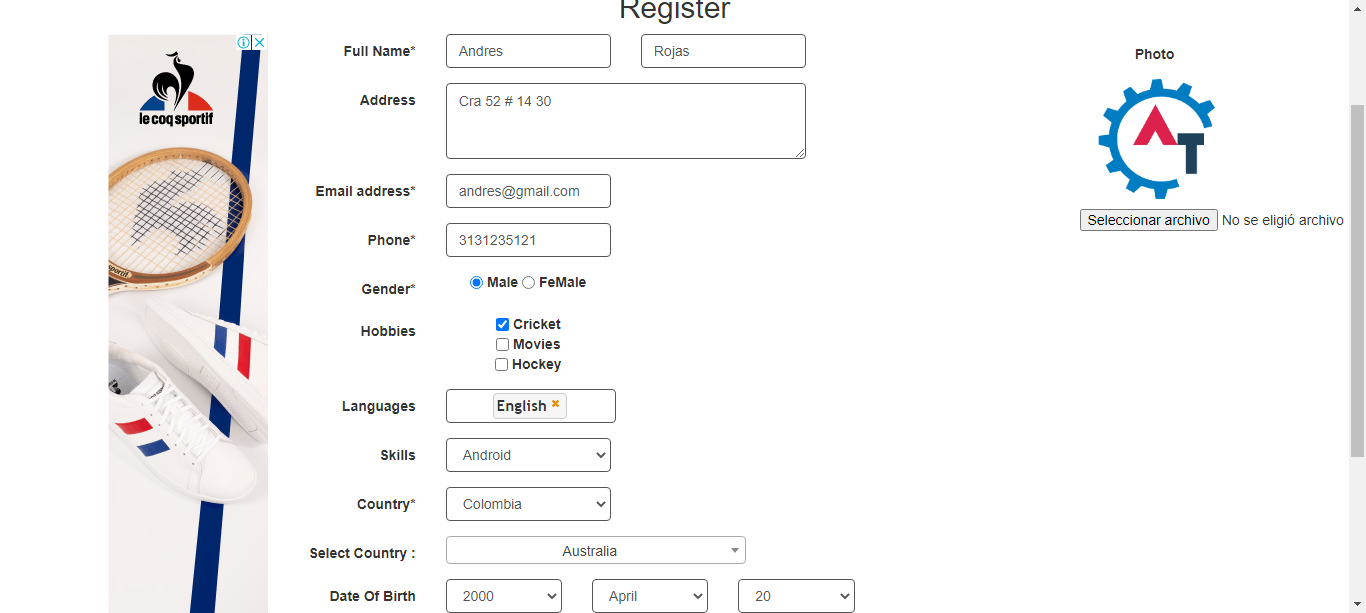 Register
Full Name* Andres Rojas
Photo
le coq sportif
Address Cra 52 # 14 30
AT
Email address* andres@gmail.com
Seleccionar archivo No se eligió archivo
Phone* 3131235121
Gender* Male FeMale
Hobbies Cricket
Movies
Hockey
Languages English
Skills Android
Country* Colombia
Select Country : Australia
Date Of Birth 2000 April 20